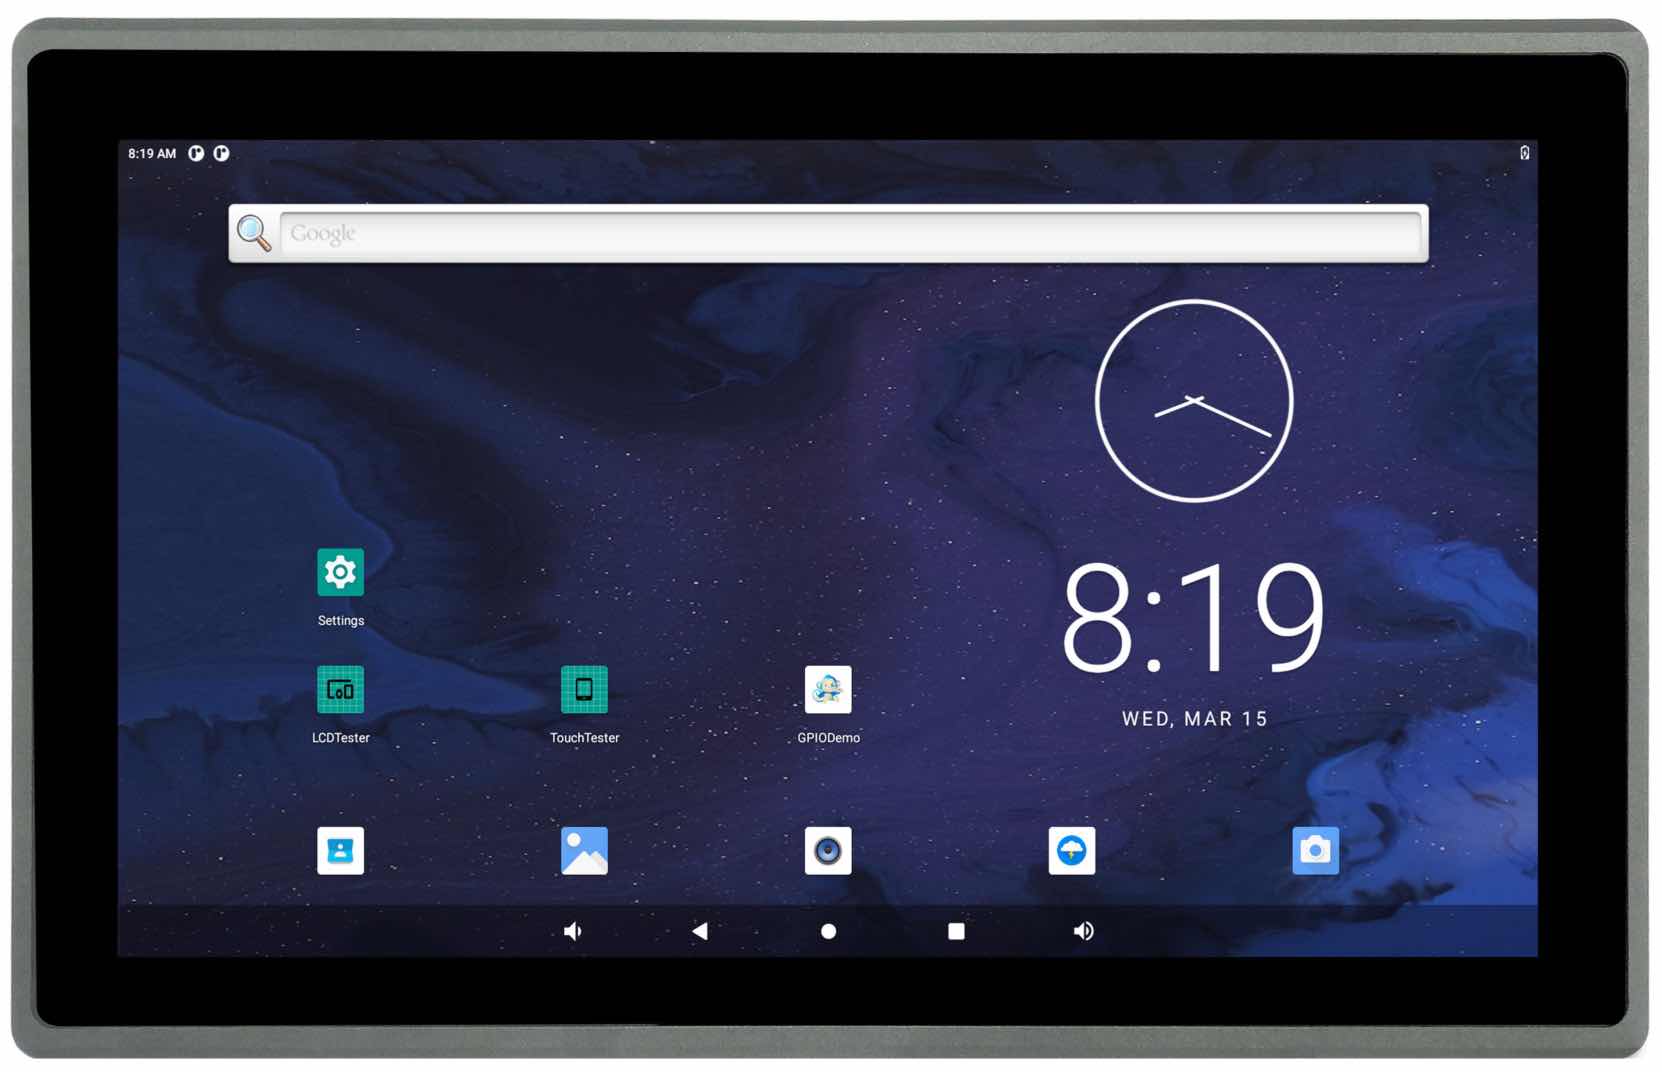 8:19 AM
Google
8:19
WED, MAR 15
Settings
LCDTester
TouchTester
GPIODemo